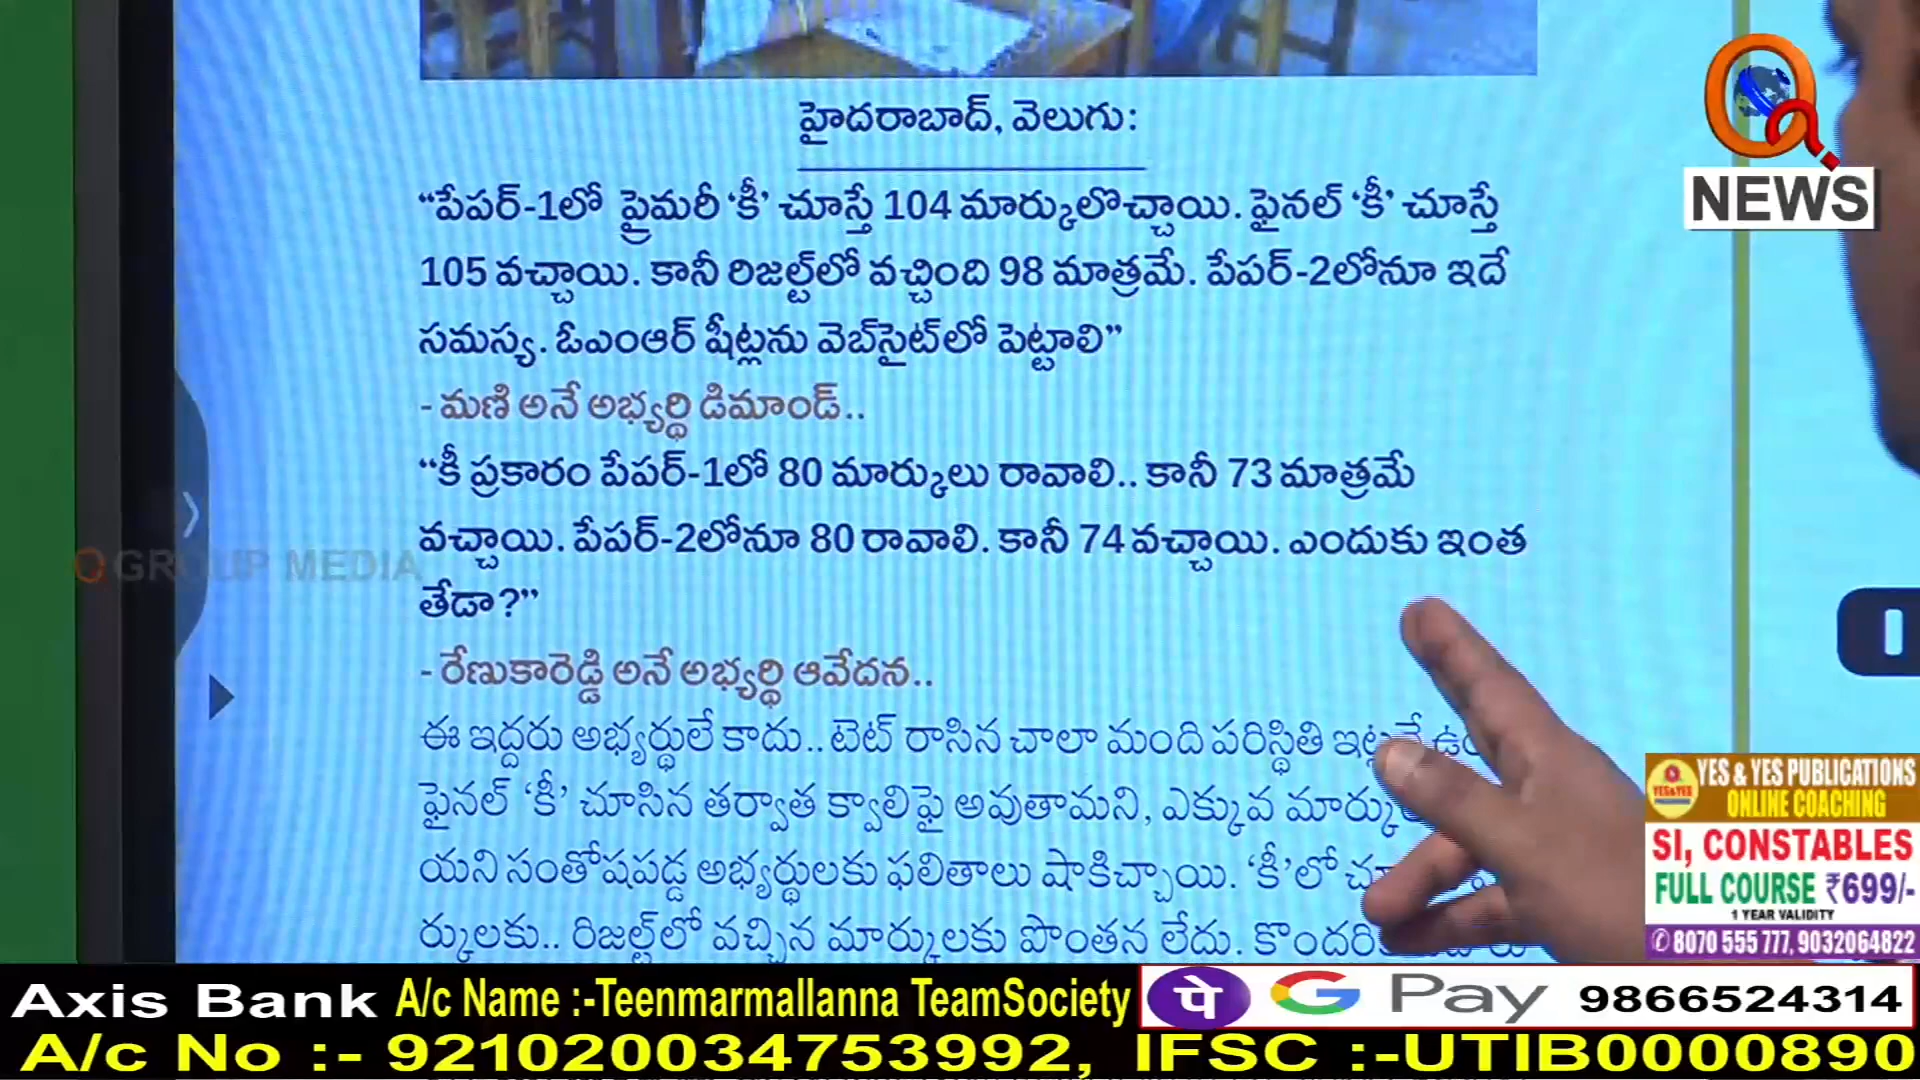 హైదరాబాద్, వెలుగు:
“పేపర్-1లో ప్రైమరీ ‘కీ’ చూస్తే 104 మార్కులొచ్చాయి. ఫైనల్ ‘కీ’ చూస్తే
105 వచ్చాయి. కానీ రిజల్ట్‌లో వచ్చింది 98 మాత్రమే. పేపర్-2లోనూ ఇదే
సమస్య. ఓఎంఆర్ షీట్లను వెబ్‌సైట్‌లో పెట్టాలి”
- మణి అనే అభ్యర్థి డిమాండ్..
“కీ ప్రకారం పేపర్-1లో 80 మార్కులు రావాలి.. కానీ 73 మాత్రమే
వచ్చాయి. పేపర్-2లోనూ 80 రావాలి. కానీ 74 వచ్చాయి. ఎందుకు ఇంత
తేడా?”
- రేణుకారెడ్డి అనే అభ్యర్థి ఆవేదన..
ఈ ఇద్దరు అభ్యర్థులే కాదు.. టెట్ రాసిన చాలా మంది పరిస్థితి
ఫైనల్ ‘కీ’ చూసిన తర్వాత క్వాలిఫై అవుతామని, ఎక్కువ
యని సంతోషపడ్డ అభ్యర్థులకు ఫలితాలు షాకిచ్చాయి. ‘కీ’లో
ర్కులకు.. రిజల్ట్‌లో వచ్చిన మార్కులకు పొంతన లేదు.
Q
NEWS
Q GROUP MEDIA
YES & YES PUBLICATIONS
ONLINE COACHING
SI, CONSTABLES
FULL COURSE ₹699/-
1 YEAR VALIDITY
8070 555 777, 9032064822
Axis Bank A/c Name :-Teenmarmallanna TeamSociety
पे G Pay 9866524314
A/c No :- 921020034753992, IFSC :-UTIB0000890